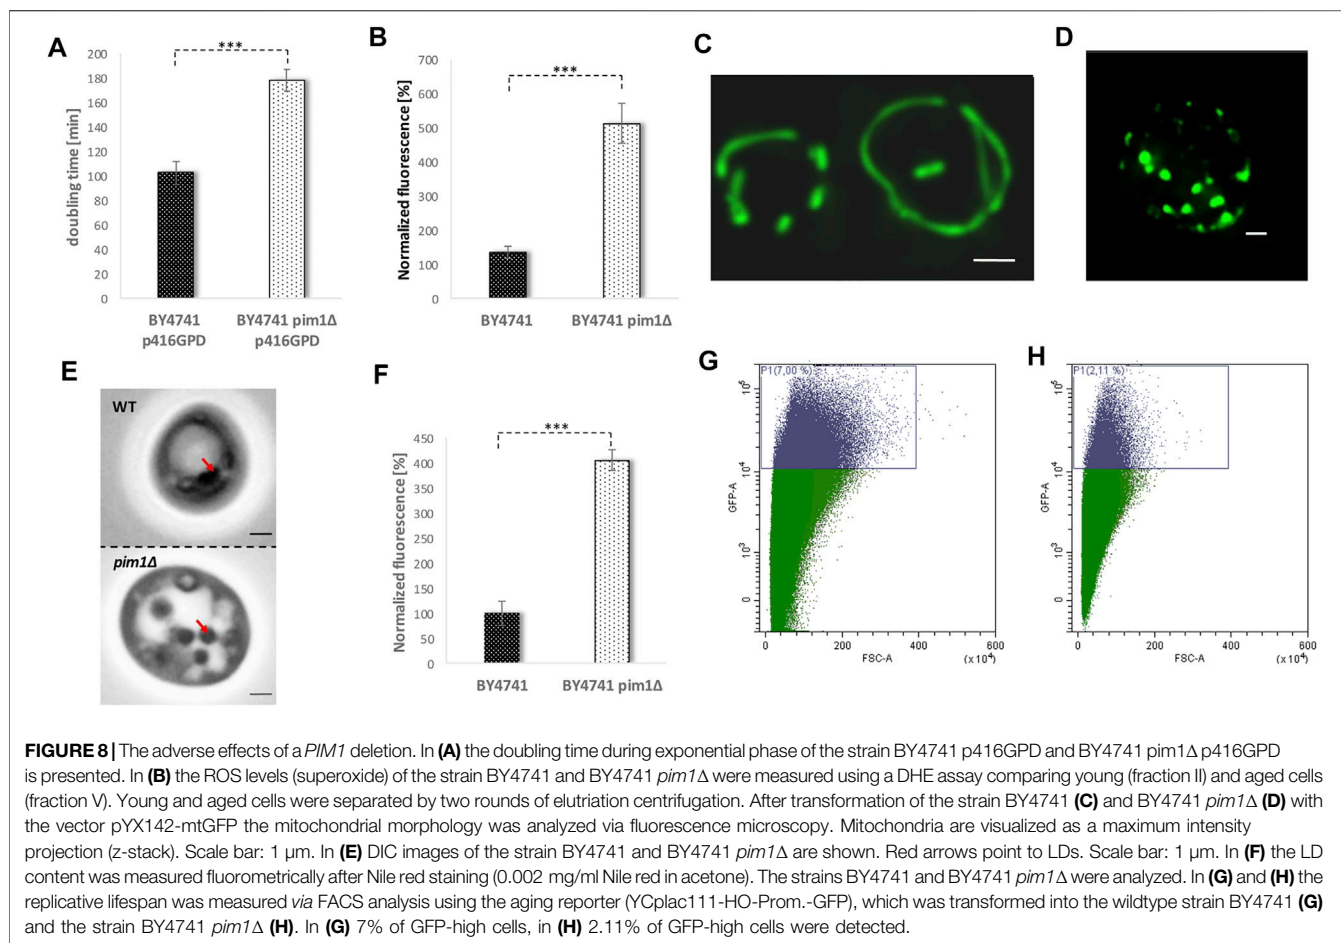 A
200
180
160
140
120
100
80
60
40
20
0
doubling time [min]
***
BY4741
p416GPD
BY4741 pim1Δ
p416GPD
B
700
600
500
400
300
200
100
0
Normalized fluorescence [%]
***
BY4741
BY4741 pim1Δ
C
D
E
WT
pim1Δ
F
450
400
350
300
250
200
150
100
50
0
Normalized fluorescence [%]
***
BY4741
BY4741 pim1Δ
G
P1(7,00 %)
10⁵
10⁴
10³
0
GFP-A
0 200 400 600
FSC-A (x 10⁴)
H
P1(2,11 %)
10⁵
10⁴
10³
0
GFP-A
0 200 400 600
FSC-A (x 10⁴)
FIGURE 8 | The adverse effects of a PIM1 deletion. In (A) the doubling time during exponential phase of the strain BY4741 p416GPD and BY4741 pim1Δ p416GPD
is presented. In (B) the ROS levels (superoxide) of the strain BY4741 and BY4741 pim1Δ were measured using a DHE assay comparing young (fraction II) and aged cells
(fraction V). Young and aged cells were separated by two rounds of elutriation centrifugation. After transformation of the strain BY4741 (C) and BY4741 pim1Δ (D) with
the vector pYX142-mtGFP the mitochondrial morphology was analyzed via fluorescence microscopy. Mitochondria are visualized as a maximum intensity
projection (z-stack). Scale bar: 1 µm. In (E) DIC images of the strain BY4741 and BY4741 pim1Δ are shown. Red arrows point to LDs. Scale bar: 1 µm. In (F) the LD
content was measured fluorometrically after Nile red staining (0.002 mg/ml Nile red in acetone). The strains BY4741 and BY4741 pim1Δ were analyzed. In (G) and (H) the
replicative lifespan was measured via FACS analysis using the aging reporter (YCplac111-HO-Prom.-GFP), which was transformed into the wildtype strain BY4741 (G)
and the strain BY4741 pim1Δ (H). In (G) 7% of GFP-high cells, in (H) 2.11% of GFP-high cells were detected.